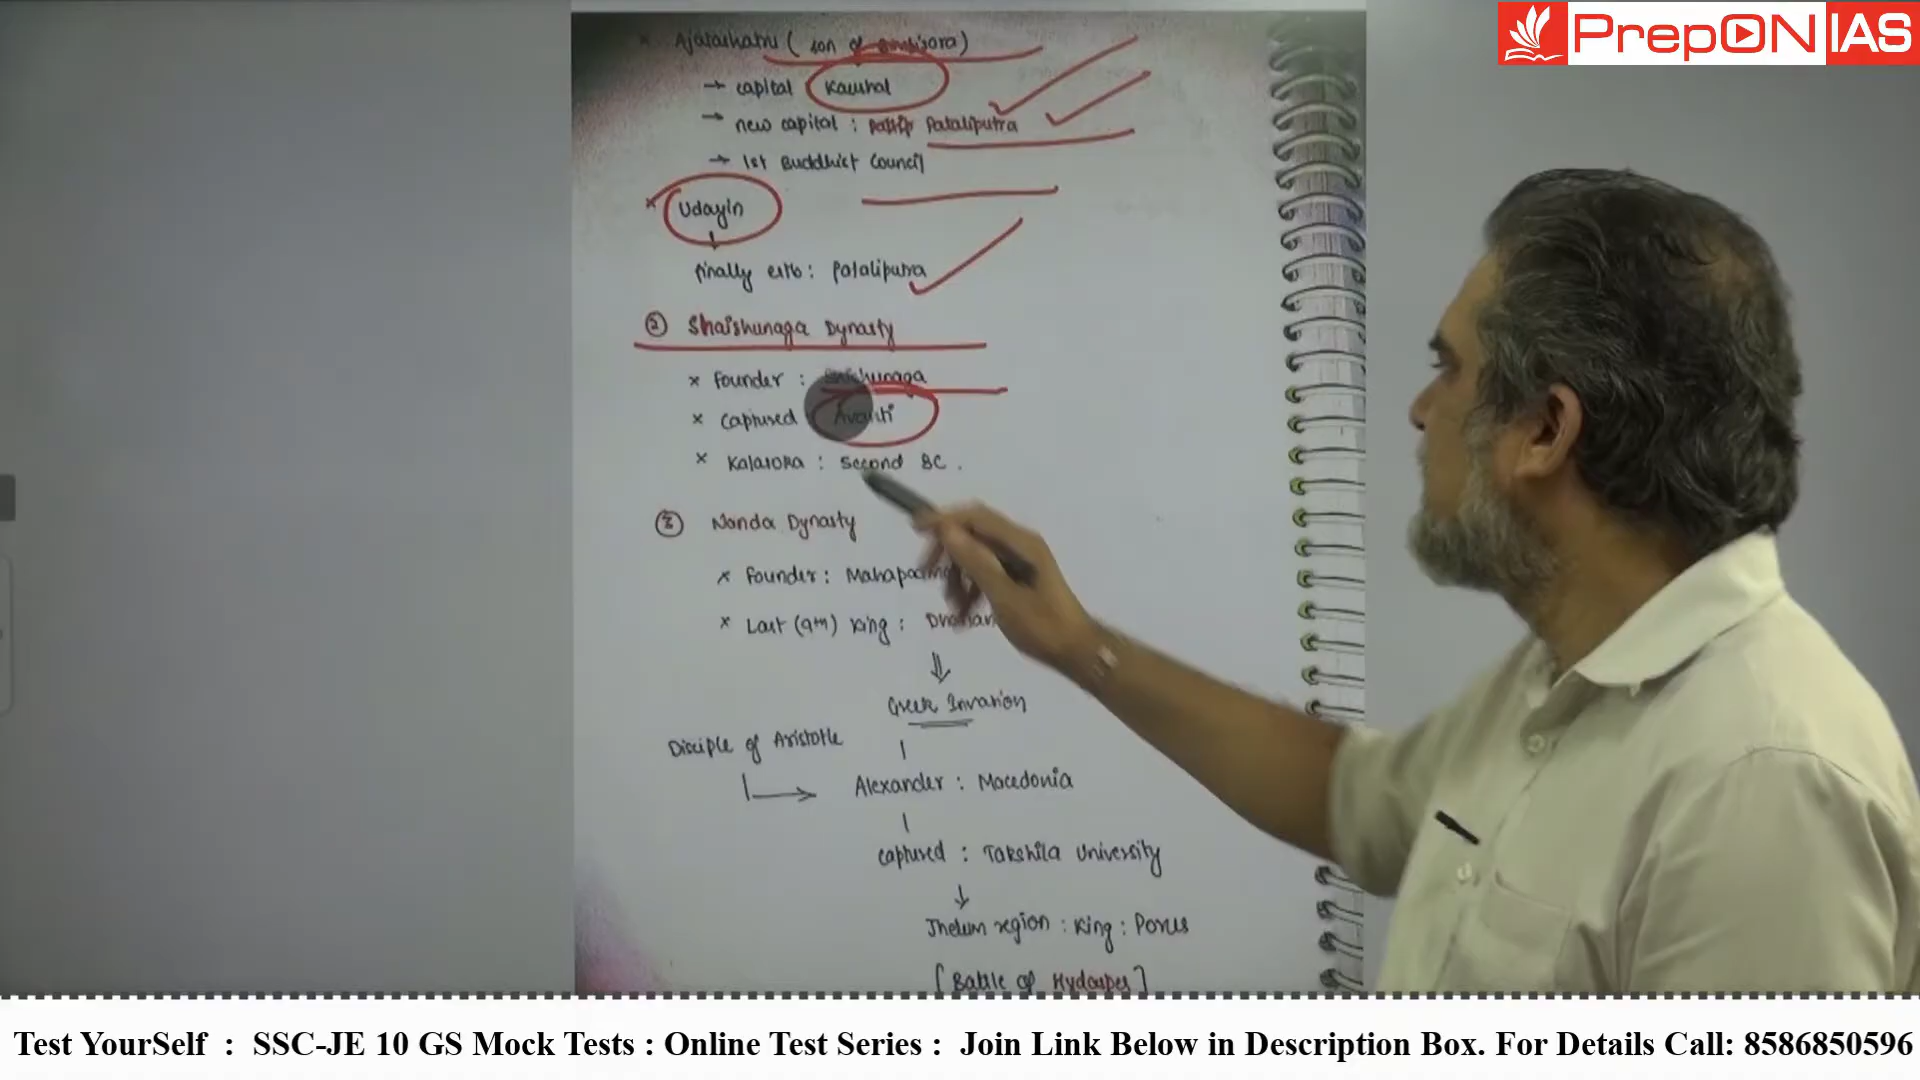 PrepON IAS
x Ajatashatru ( son of Bimbisara)
→ capital Kaushal
→ new capital : Pataliputra
→ 1st Buddhist Council
x Udayin
finally estb : Pataliputra
② Shaishunaga Dynasty
x founder : Shishunaga
x captured Avanti
x Kalasoka : second BC .
③ Nanda Dynasty
x founder : Mahapadma
x Last (9th) king :
⇓
Greek Invasion
Disciple of Aristotle
Alexander : Macedonia
captured : Takshila University
↓
Jhelum region : king : Porus
[ Battle of Hydaspes ]
Test YourSelf : SSC-JE 10 GS Mock Tests : Online Test Series : Join Link Below in Description Box. For Details Call: 8586850596